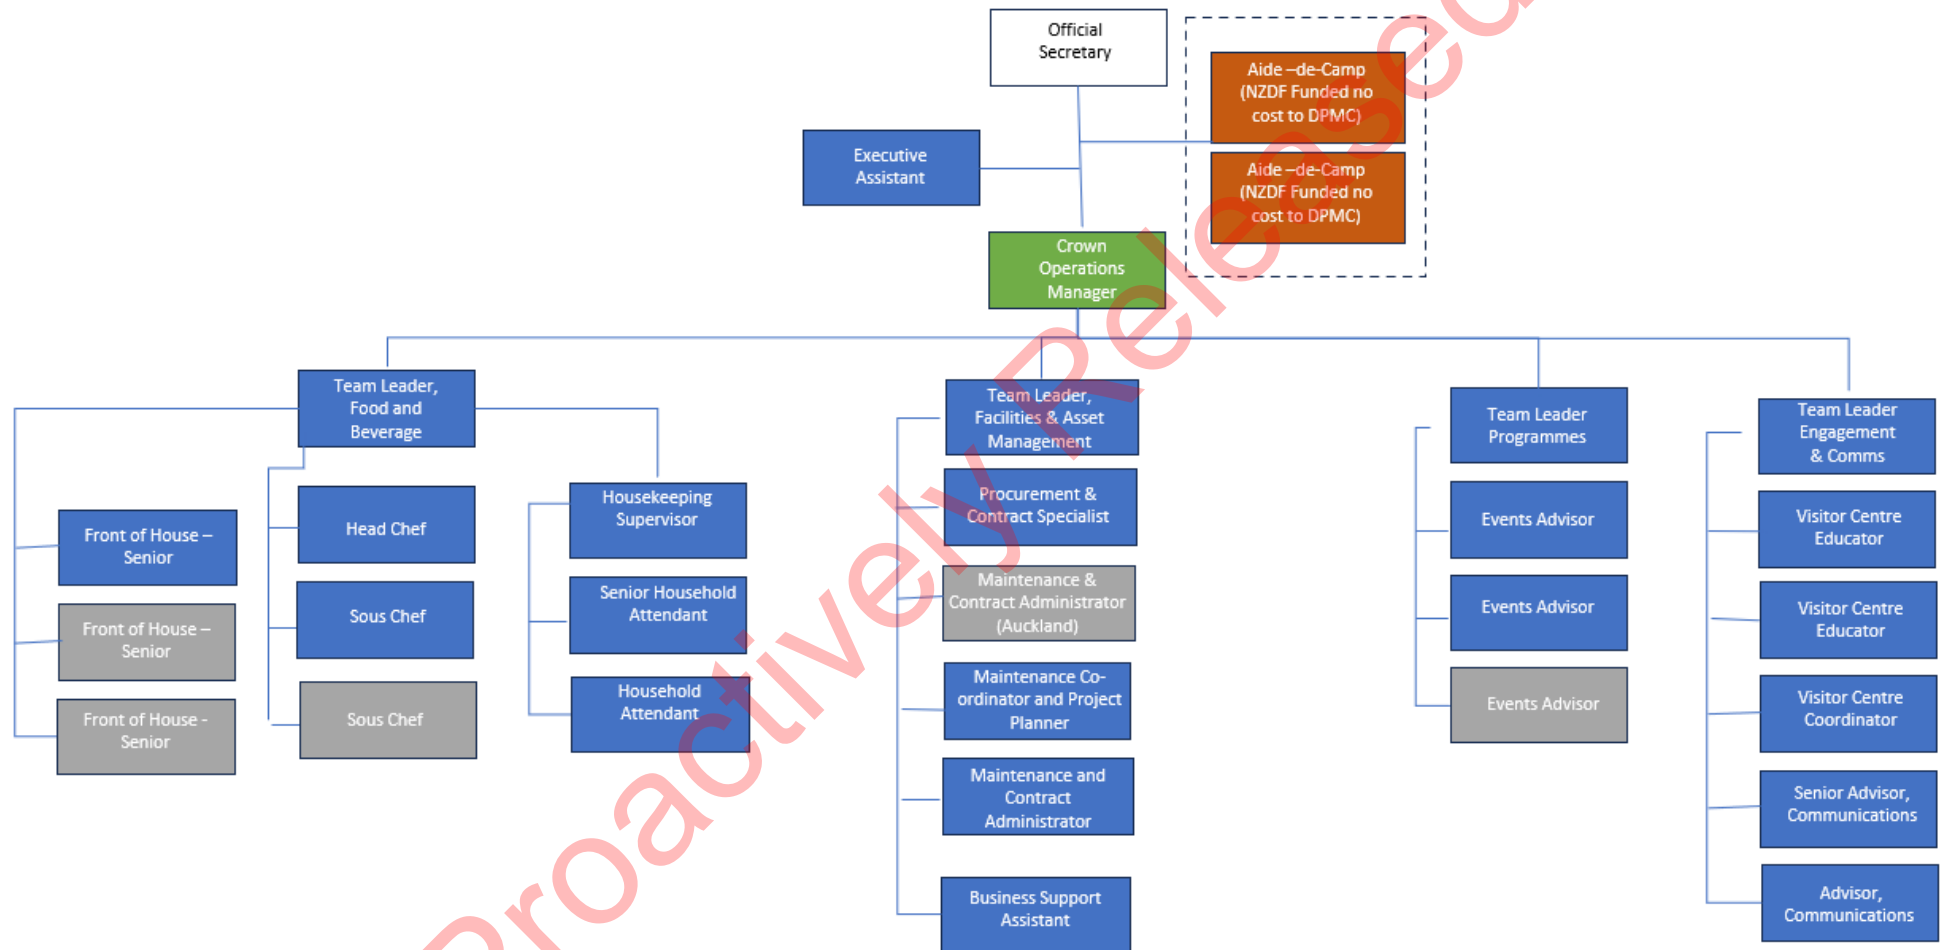 Official
Secretary
Aide –de-Camp
(NZDF Funded no
cost to DPMC)
Executive
Assistant
Aide –de-Camp
(NZDF Funded no
cost to DPMC)
Crown
Operations
Manager
Team Leader,
Food and
Beverage
Front of House –
Senior
Front of House –
Senior
Front of House -
Senior
Head Chef
Sous Chef
Sous Chef
Housekeeping
Supervisor
Senior Household
Attendant
Household
Attendant
Team Leader,
Facilities & Asset
Management
Procurement &
Contract Specialist
Maintenance &
Contract Administrator
(Auckland)
Maintenance Co-
ordinator and Project
Planner
Maintenance and
Contract
Administrator
Business Support
Assistant
Team Leader
Programmes
Events Advisor
Events Advisor
Events Advisor
Team Leader
Engagement
& Comms
Visitor Centre
Educator
Visitor Centre
Educator
Visitor Centre
Coordinator
Senior Advisor,
Communications
Advisor,
Communications
Proactively Released